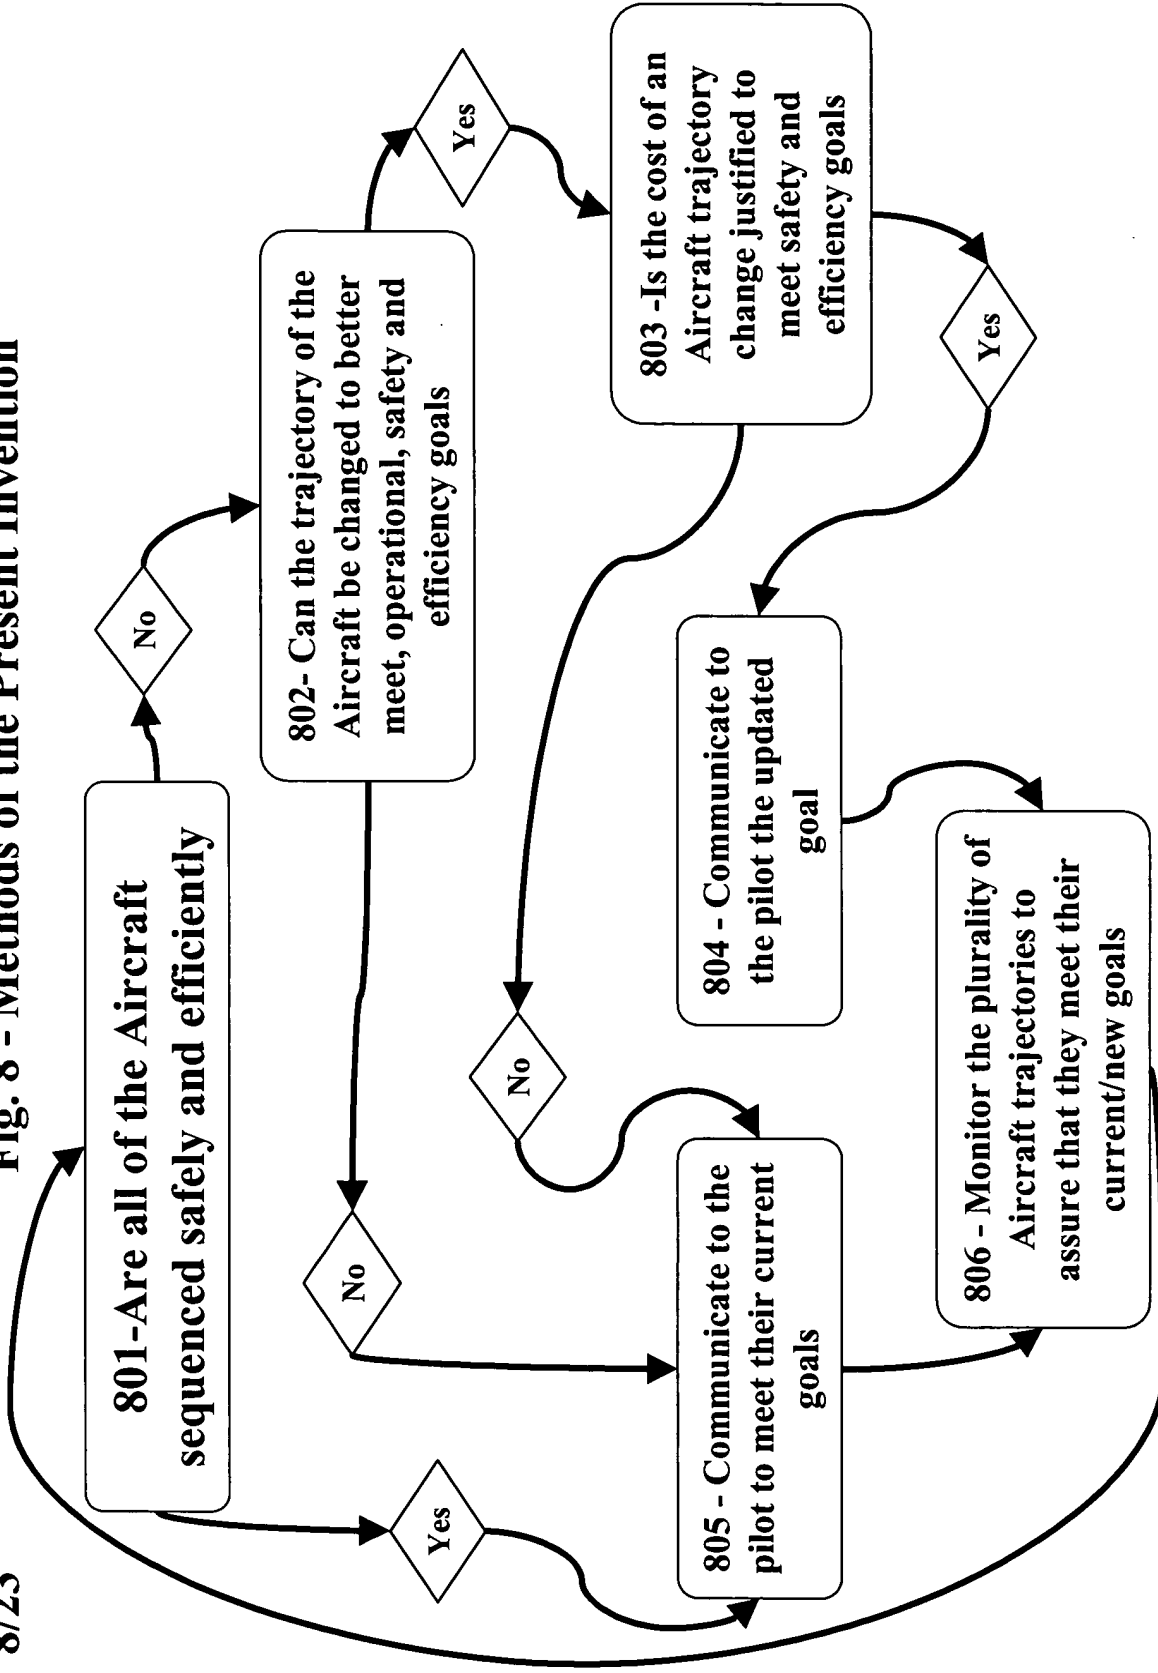 8/23
Fig. 8 - Methods of the Present Invention
801-Are all of the Aircraft
sequenced safely and efficiently
No
Yes
802- Can the trajectory of the
Aircraft be changed to better
meet, operational, safety and
efficiency goals
No
Yes
803 -Is the cost of an
Aircraft trajectory
change justified to
meet safety and
efficiency goals
No
Yes
804 - Communicate to
the pilot the updated
goal
805 - Communicate to the
pilot to meet their current
goals
806 - Monitor the plurality of
Aircraft trajectories to
assure that they meet their
current/new goals